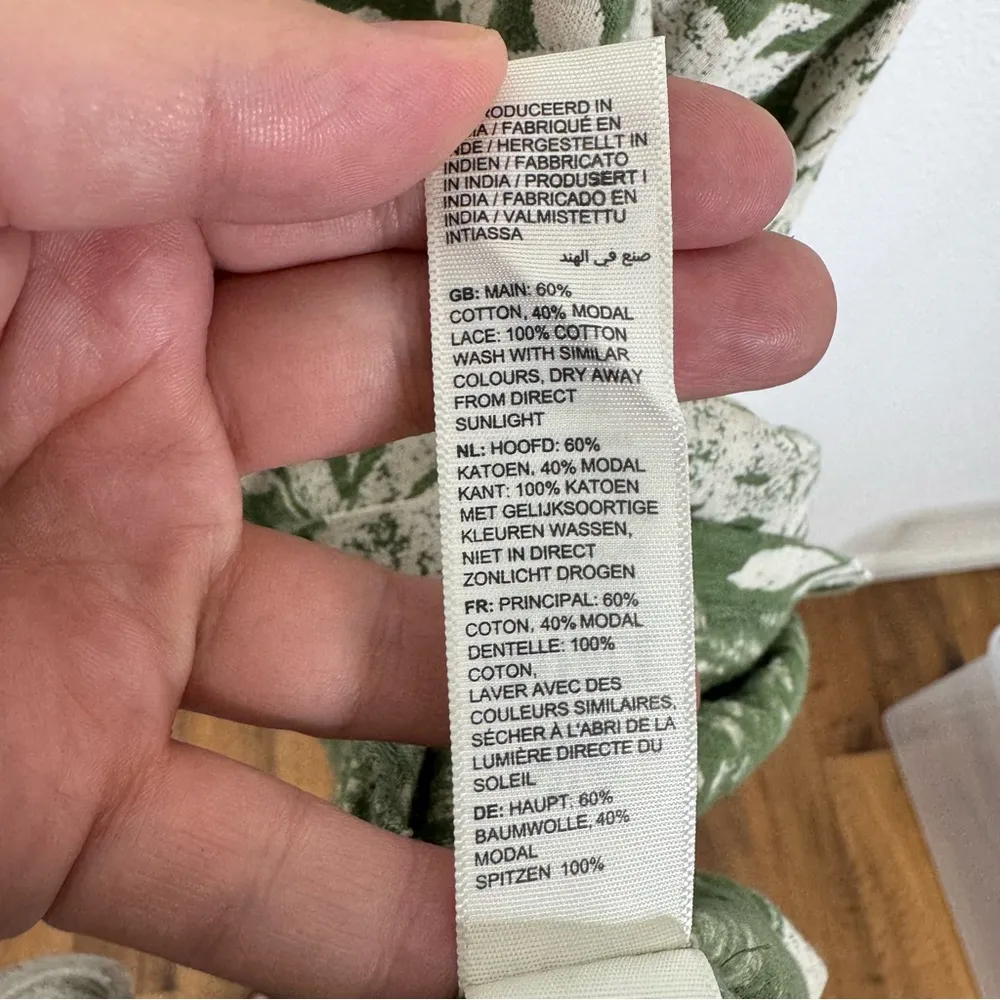 RODUCEERD IN
/ FABRIQUÉ EN
NDE / HERGESTELLT IN
INDIEN / FABBRICATO
IN INDIA / PRODUSERT I
INDIA / FABRICADO EN
INDIA / VALMISTETTU
INTIASSA
صنع في الهند
GB: MAIN: 60%
COTTON, 40% MODAL
LACE: 100% COTTON
WASH WITH SIMILAR
COLOURS, DRY AWAY
FROM DIRECT
SUNLIGHT
NL: HOOFD: 60%
KATOEN, 40% MODAL
KANT: 100% KATOEN
MET GELIJKSOORTIGE
KLEUREN WASSEN,
NIET IN DIRECT
ZONLICHT DROGEN
FR: PRINCIPAL: 60%
COTON, 40% MODAL
DENTELLE: 100%
COTON,
LAVER AVEC DES
COULEURS SIMILAIRES,
SÉCHER À L'ABRI DE LA
LUMIÈRE DIRECTE DU
SOLEIL
DE: HAUPT: 60%
BAUMWOLLE, 40%
MODAL
SPITZEN 100%